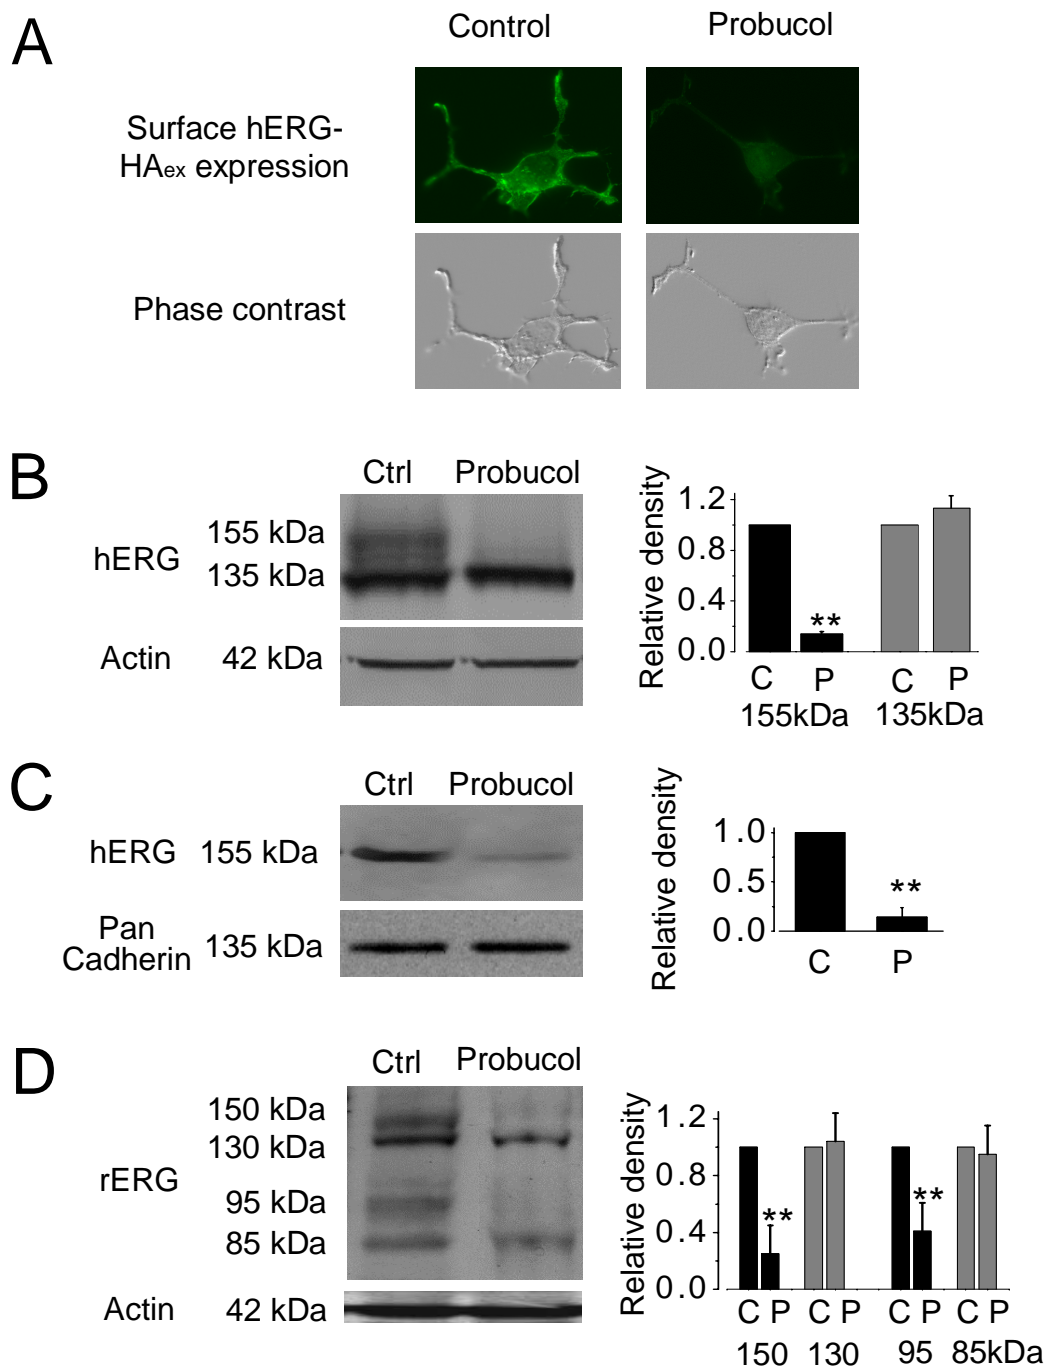 A
Control Probucol
Surface hERG-
HAex expression
Phase contrast
B
Ctrl Probucol
hERG 155 kDa
135 kDa
Actin 42 kDa
Relative density
1.2
0.8
0.4
0.0
**
C P C P
155kDa 135kDa
C
Ctrl Probucol
hERG 155 kDa
Pan
Cadherin 135 kDa
Relative density
1.0
0.5
0.0
**
C P
D
Ctrl Probucol
rERG
150 kDa
130 kDa
95 kDa
85 kDa
Actin 42 kDa
Relative density
1.2
0.8
0.4
0.0
** **
C P C P C P C P
150 130 95 85kDa